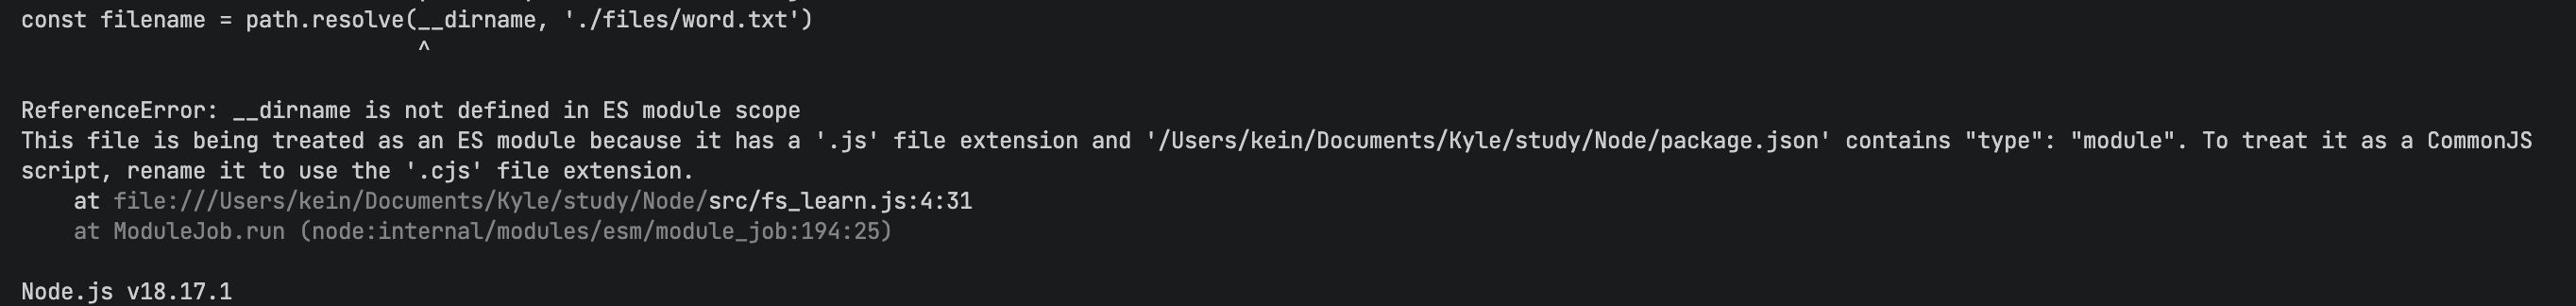 const filename = path.resolve(__dirname, './files/word.txt')
^
ReferenceError: __dirname is not defined in ES module scope
This file is being treated as an ES module because it has a '.js' file extension and '/Users/kein/Documents/Kyle/study/Node/package.json' contains "type": "module". To treat it as a CommonJS
script, rename it to use the '.cjs' file extension.
at file:///Users/kein/Documents/Kyle/study/Node/src/fs_learn.js:4:31
at ModuleJob.run (node:internal/modules/esm/module_job:194:25)
Node.js v18.17.1